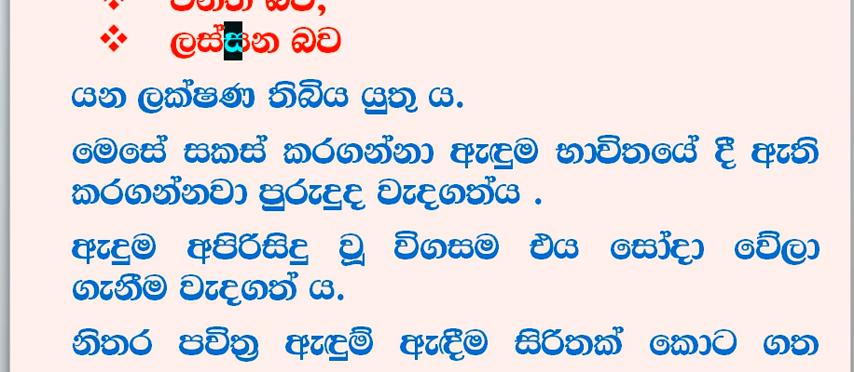 ❖ ලස්සන බව
යන ලක්ෂණ තිබිය යුතු ය.
මෙසේ සකස් කරගන්නා ඇඳුම භාවිතයේ දී ඇති
කරගන්නවා පුරුදුද වැදගත්ය .
ඇදුම අපිරිසිදු වූ විගසම එය සෝදා වේලා
ගැනීම වැදගත් ය.
නිතර පවිත්‍ර ඇඳුම් ඇඳීම සිරිතක් කොට ගත